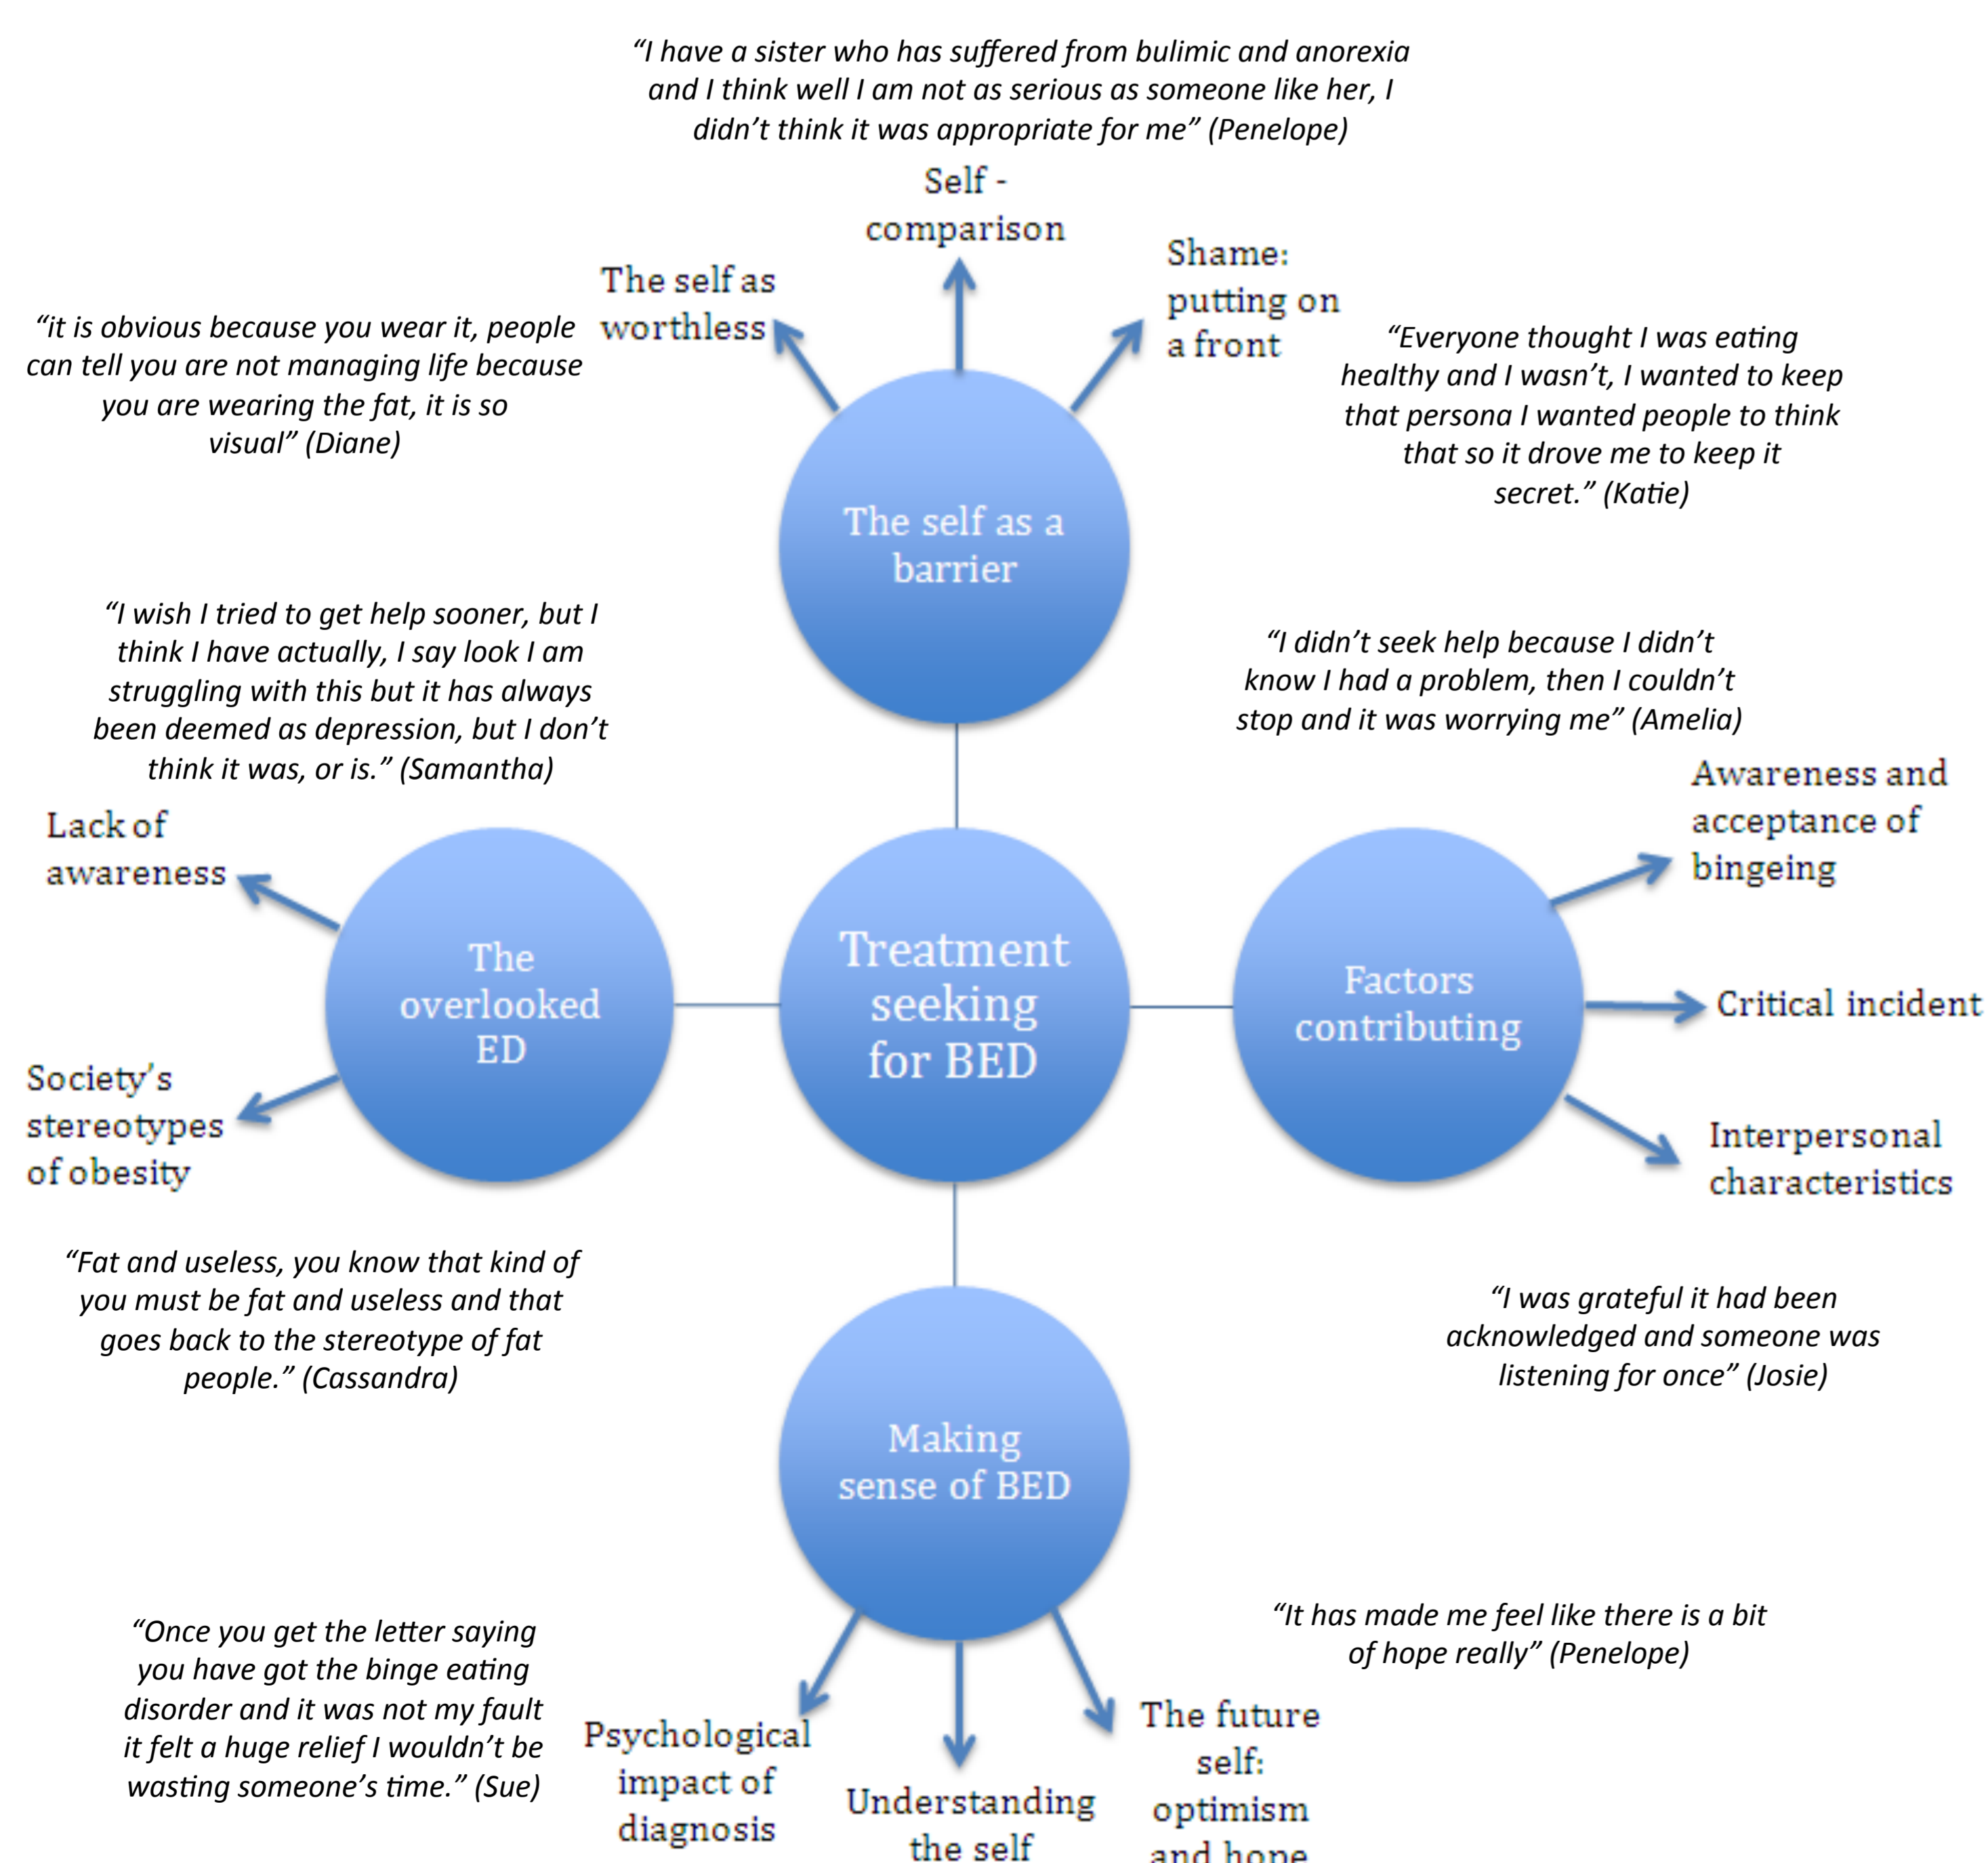 “I have a sister who has suffered from bulimic and anorexia
and I think well I am not as serious as someone like her, I
didn’t think it was appropriate for me” (Penelope)
Self -
comparison
The self as
worthless
Shame:
putting on
a front
“it is obvious because you wear it, people
can tell you are not managing life because
you are wearing the fat, it is so
visual” (Diane)
“Everyone thought I was eating
healthy and I wasn’t, I wanted to keep
that persona I wanted people to think
that so it drove me to keep it
secret.” (Katie)
The self as a
barrier
“I wish I tried to get help sooner, but I
think I have actually, I say look I am
struggling with this but it has always
been deemed as depression, but I don’t
think it was, or is.” (Samantha)
“I didn’t seek help because I didn’t
know I had a problem, then I couldn’t
stop and it was worrying me” (Amelia)
Lack of
awareness
Awareness and
acceptance of
bingeing
The
overlooked
ED
Treatment
seeking
for BED
Factors
contributing
Critical incident
Society’s
stereotypes
of obesity
Interpersonal
characteristics
“Fat and useless, you know that kind of
you must be fat and useless and that
goes back to the stereotype of fat
people.” (Cassandra)
“I was grateful it had been
acknowledged and someone was
listening for once” (Josie)
Making
sense of BED
“Once you get the letter saying
you have got the binge eating
disorder and it was not my fault
it felt a huge relief I wouldn’t be
wasting someone’s time.” (Sue)
“It has made me feel like there is a bit
of hope really” (Penelope)
Psychological
impact of
diagnosis
Understanding
the self
The future
self:
optimism
and hope